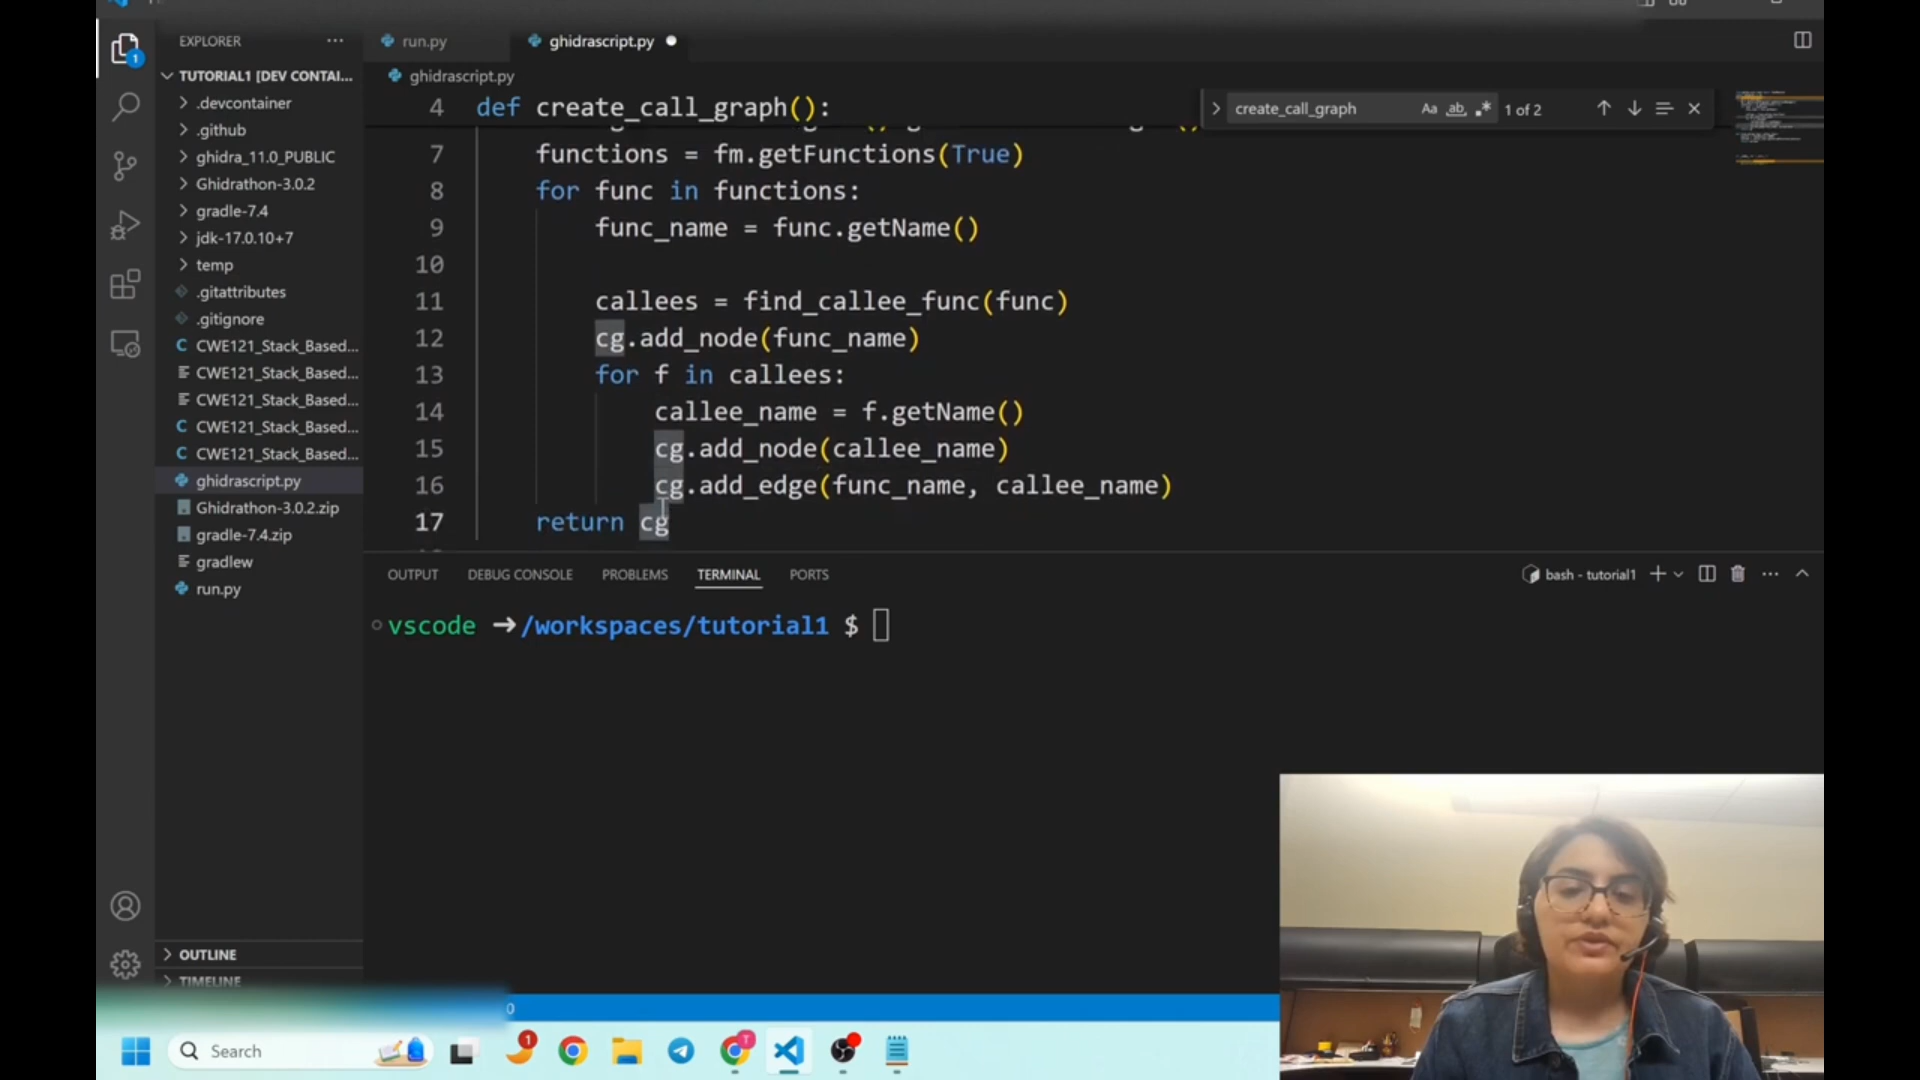 EXPLORER
TUTORIAL1 [DEV CONTAI...
.devcontainer
.github
ghidra_11.0_PUBLIC
Ghidrathon-3.0.2
gradle-7.4
jdk-17.0.10+7
temp
.gitattributes
.gitignore
CWE121_Stack_Based...
CWE121_Stack_Based...
CWE121_Stack_Based...
CWE121_Stack_Based...
CWE121_Stack_Based...
ghidrascript.py
Ghidrathon-3.0.2.zip
gradle-7.4.zip
gradlew
run.py
OUTLINE
TIMELINE
run.py
ghidrascript.py
ghidrascript.py
4 def create_call_graph():
create_call_graph
Aa ab .* 1 of 2
7 functions = fm.getFunctions(True)
8 for func in functions:
9 func_name = func.getName()
10
11 callees = find_callee_func(func)
12 cg.add_node(func_name)
13 for f in callees:
14 callee_name = f.getName()
15 cg.add_node(callee_name)
16 cg.add_edge(func_name, callee_name)
17 return cg
OUTPUT DEBUG CONSOLE PROBLEMS TERMINAL PORTS
bash - tutorial1
vscode ➜ /workspaces/tutorial1 $
0
Search
1
T